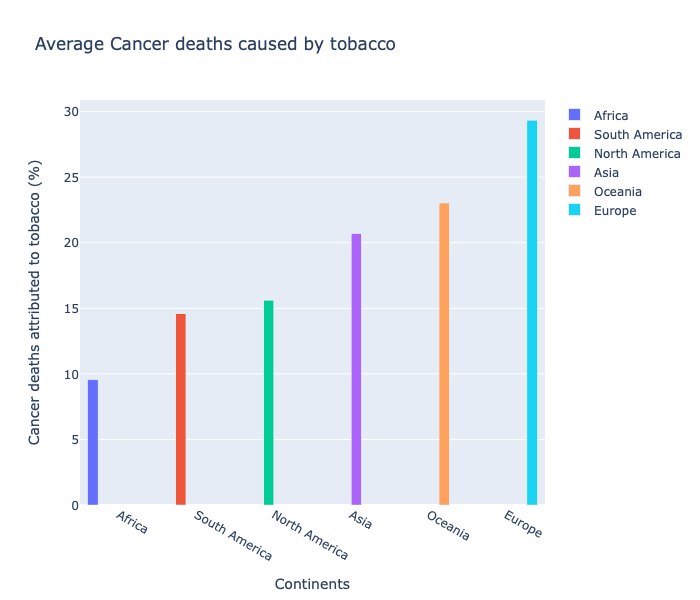 Average Cancer deaths caused by tobacco
Cancer deaths attributed to tobacco (%)
30
25
20
15
10
5
0
Africa
South America
North America
Asia
Oceania
Europe
Continents
Africa
South America
North America
Asia
Oceania
Europe